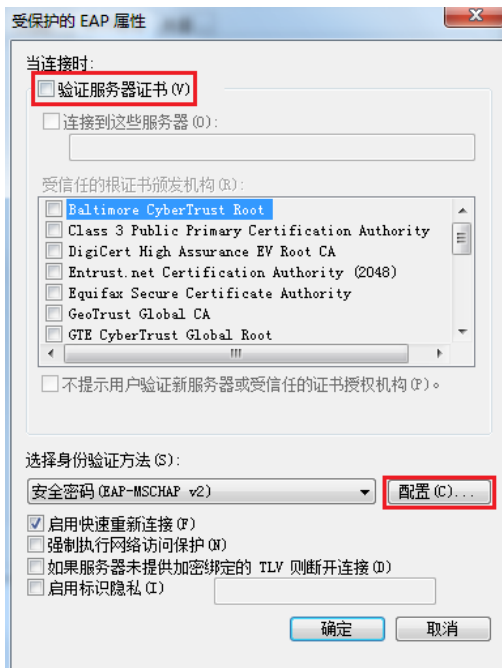 受保护的 EAP 属性
当连接时:
验证服务器证书(V)
连接到这些服务器(O):
受信任的根证书颁发机构(R):
Baltimore CyberTrust Root
Class 3 Public Primary Certification Authority
DigiCert High Assurance EV Root CA
Entrust.net Certification Authority (2048)
Equifax Secure Certificate Authority
GeoTrust Global CA
GTE CyberTrust Global Root
不提示用户验证新服务器或受信任的证书授权机构(P)。
选择身份验证方法(S):
安全密码(EAP-MSCHAP v2)
配置(C)...
启用快速重新连接(F)
强制执行网络访问保护(N)
如果服务器未提供加密绑定的 TLV 则断开连接(D)
启用标识隐私(I)
确定
取消